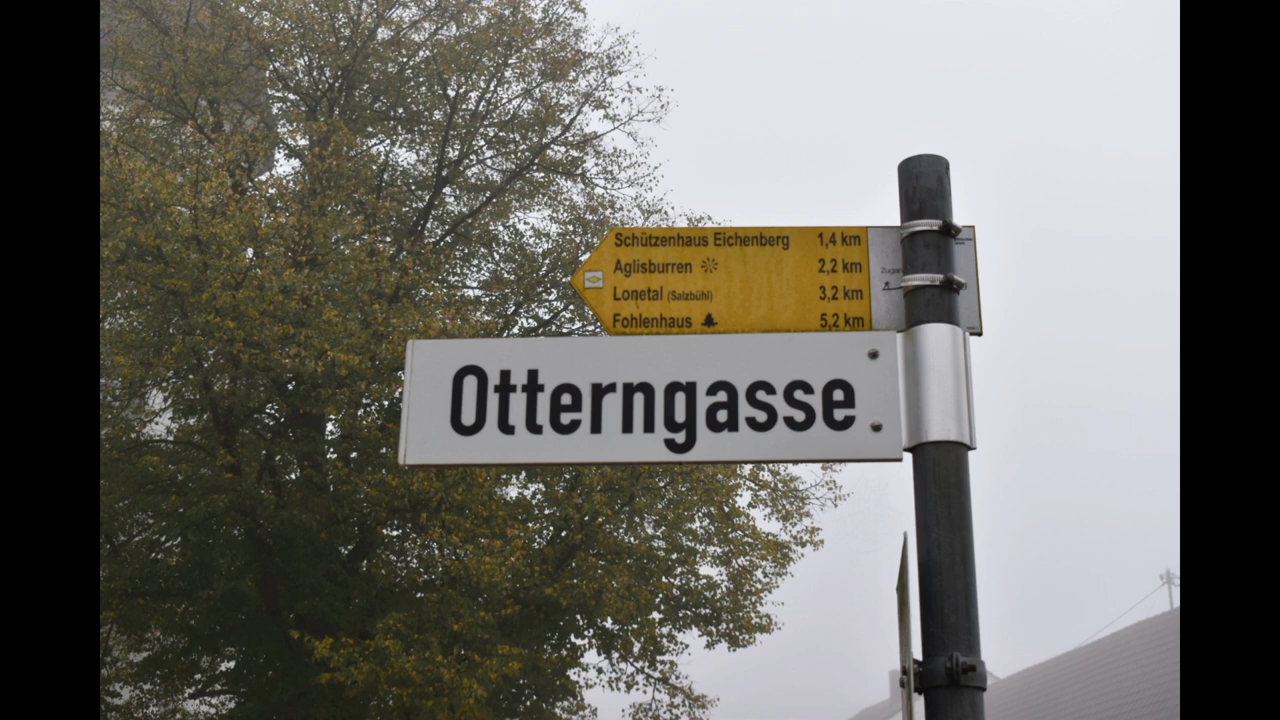 Schützenhaus Eichenberg 1,4 km
Aglisburren 2,2 km
Lonetal (Salzbühl) 3,2 km
Fohlenhaus 5,2 km
Otterngasse